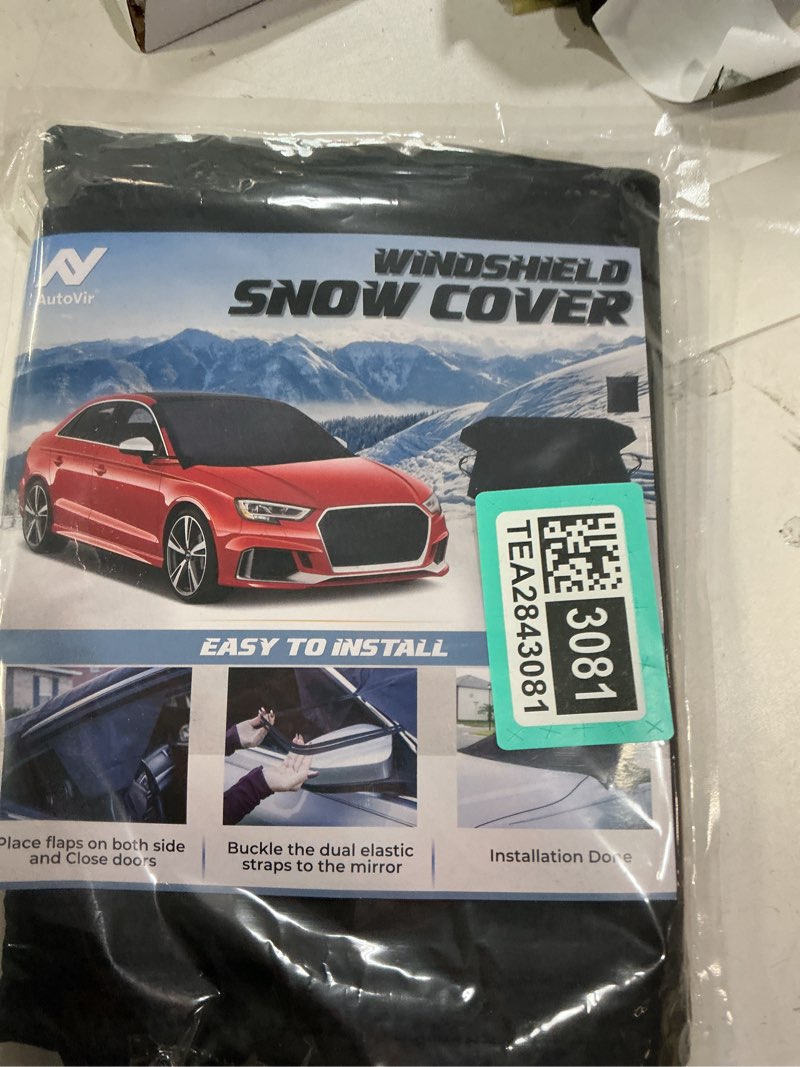 AutoVir
WINDSHIELD
SNOW COVER
TEA2843081
3081
EASY TO INSTALL
Place flaps on both side
and Close doors
Buckle the dual elastic
straps to the mirror
Installation Done